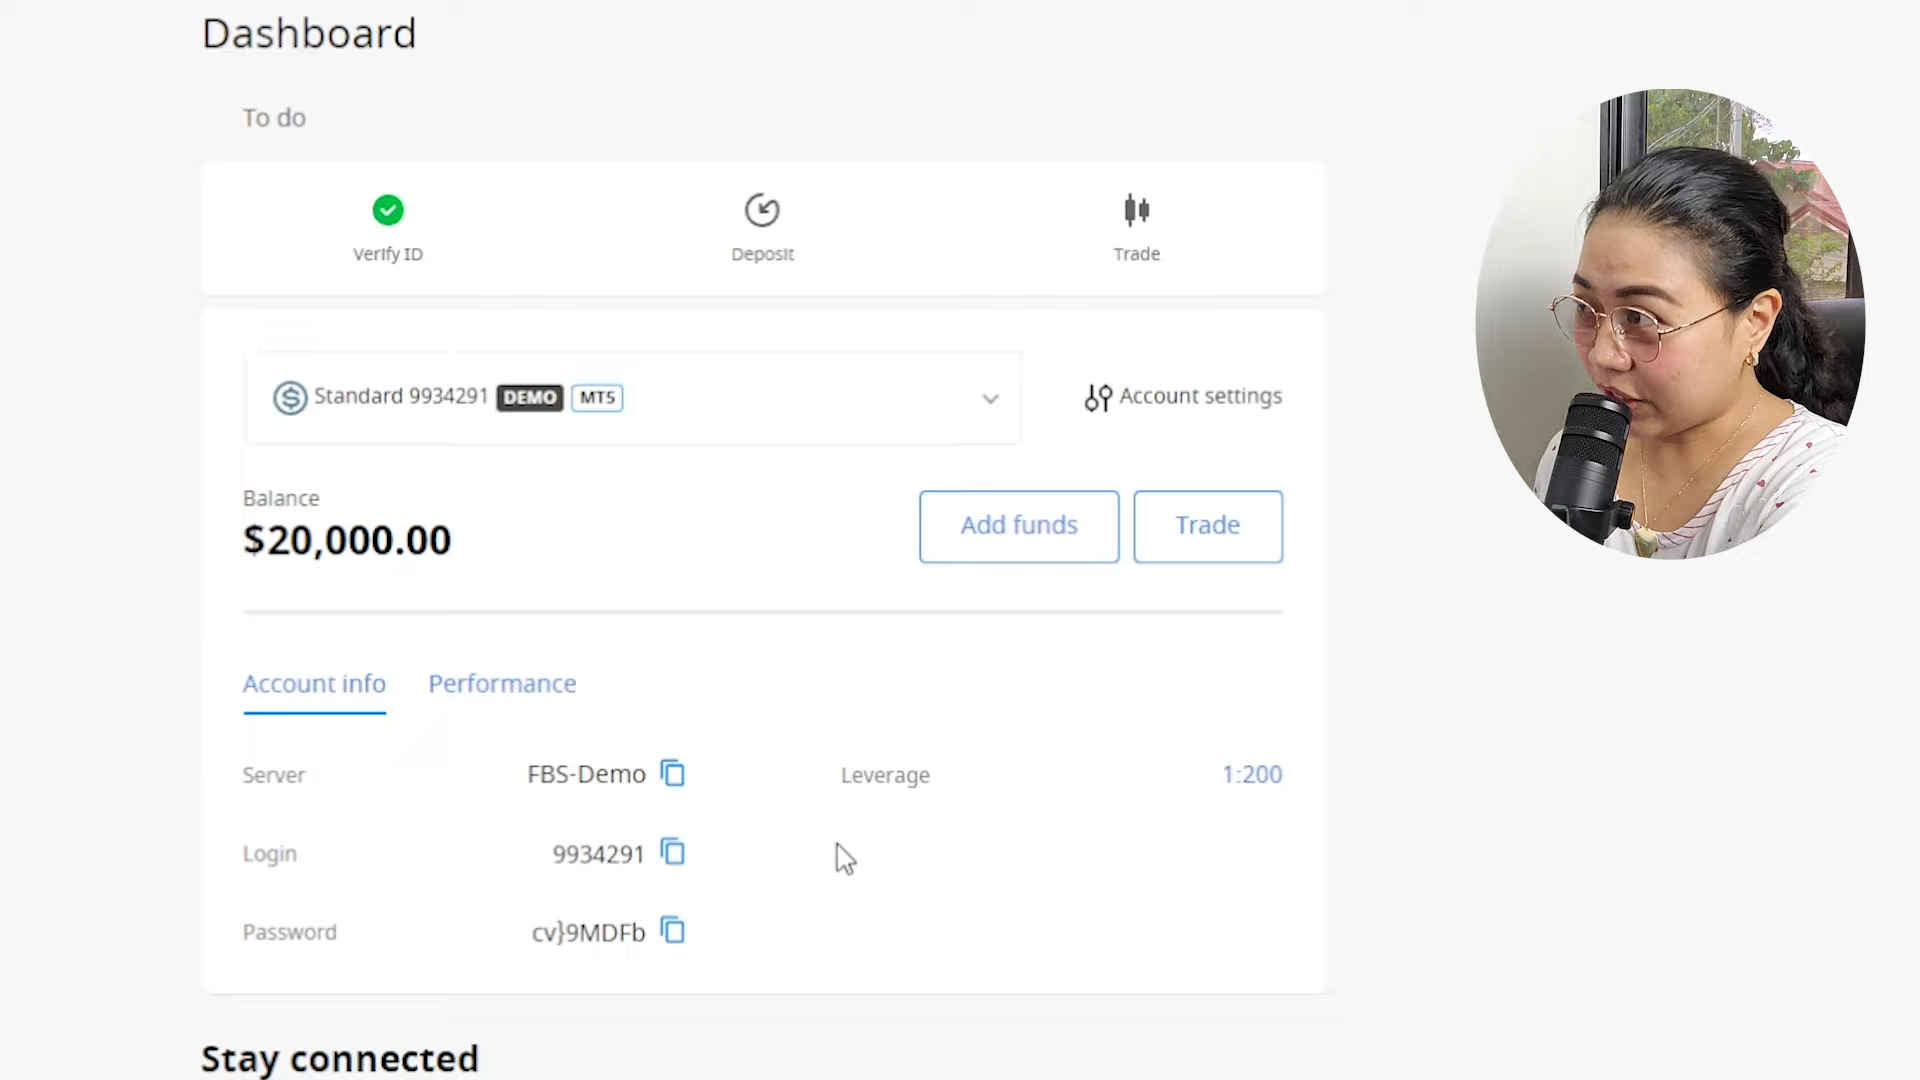 Dashboard
To do
Verify ID
Deposit
Trade
Standard 9934291 DEMO MT5
Account settings
Balance
$20,000.00
Add funds
Trade
Account info
Performance
Server FBS-Demo
Leverage 1:200
Login 9934291
Password cv}9MDFb
Stay connected